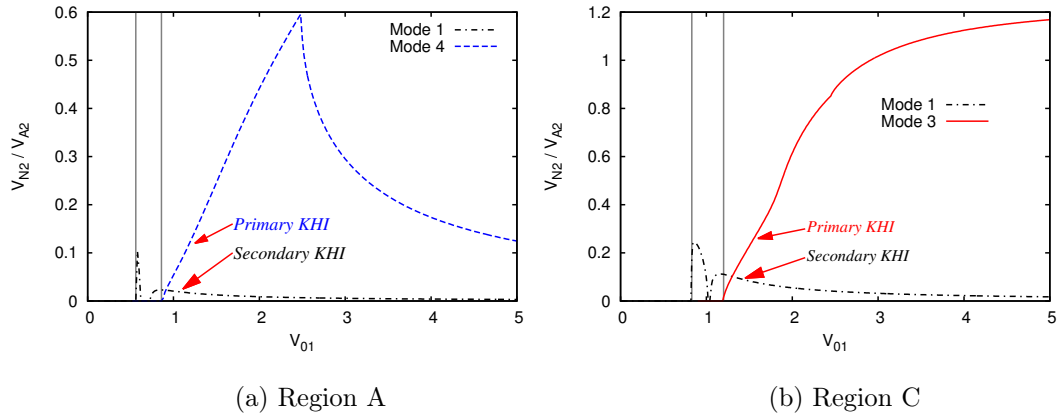 0.6
0.5
0.4
0.3
0.2
0.1
0
V_N2 / V_A2
0 1 2 3 4 5
V_01
Mode 1
Mode 4
Primary KHI
Secondary KHI
(a) Region A
1.2
1
0.8
0.6
0.4
0.2
0
V_N2 / V_A2
0 1 2 3 4 5
V_01
Mode 1
Mode 3
Primary KHI
Secondary KHI
(b) Region C